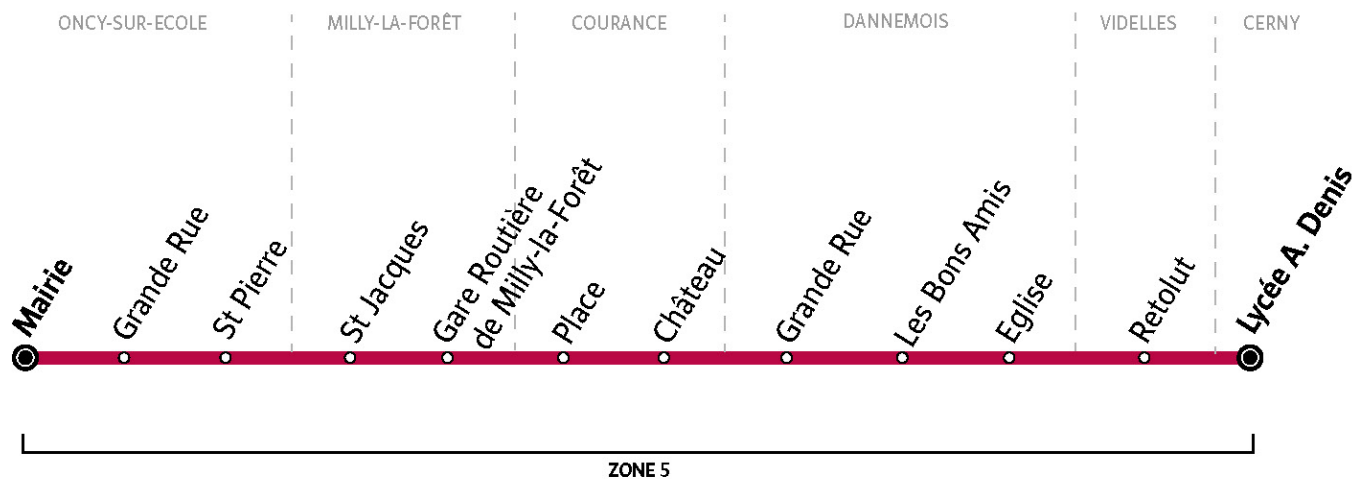 ONCY-SUR-ECOLE
MILLY-LA-FORÊT
COURANCE
DANNEMOIS
VIDELLES
CERNY
Mairie
Grande Rue
St Pierre
St Jacques
Gare Routière
de Milly-la-Forêt
Place
Château
Grande Rue
Les Bons Amis
Eglise
Retolut
Lycée A. Denis
ZONE 5